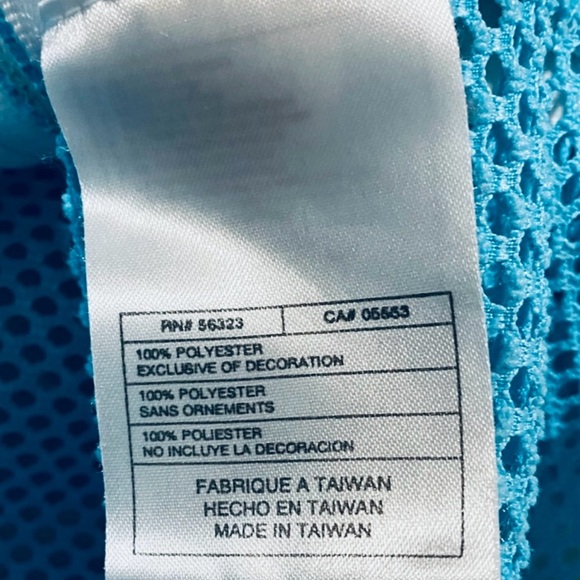 RN# 56323 CA# 05553
100% POLYESTER
EXCLUSIVE OF DECORATION
100% POLYESTER
SANS ORNEMENTS
100% POLIESTER
NO INCLUYE LA DECORACION
FABRIQUE A TAIWAN
HECHO EN TAIWAN
MADE IN TAIWAN